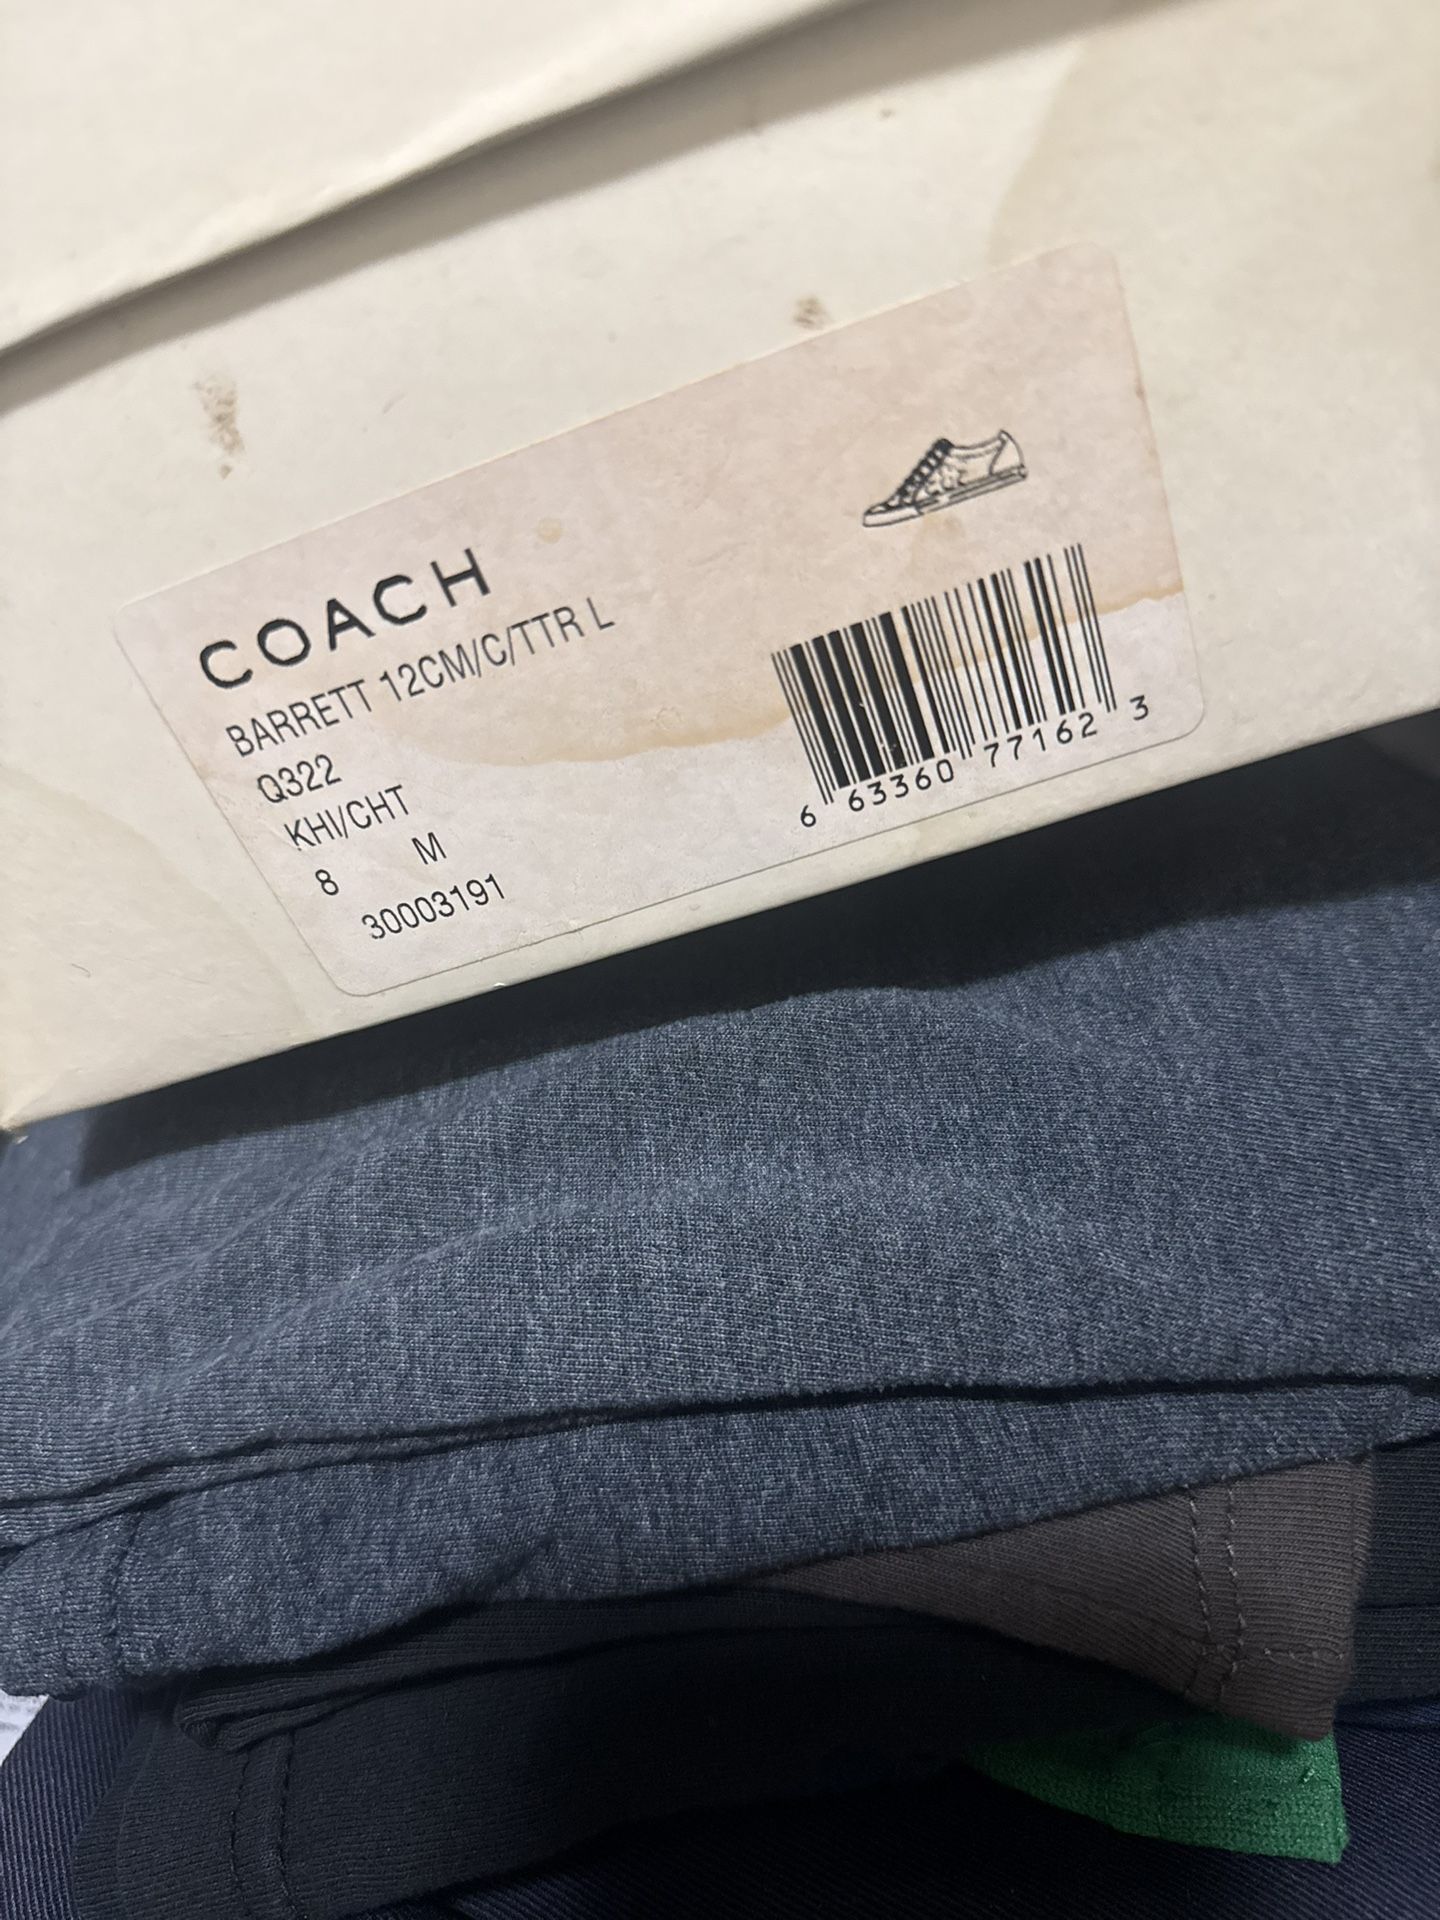 COACH
BARRETT 12CM/C/TTR L
Q322
KHI/CHT
8 M
30003191
6 63360 77162 3